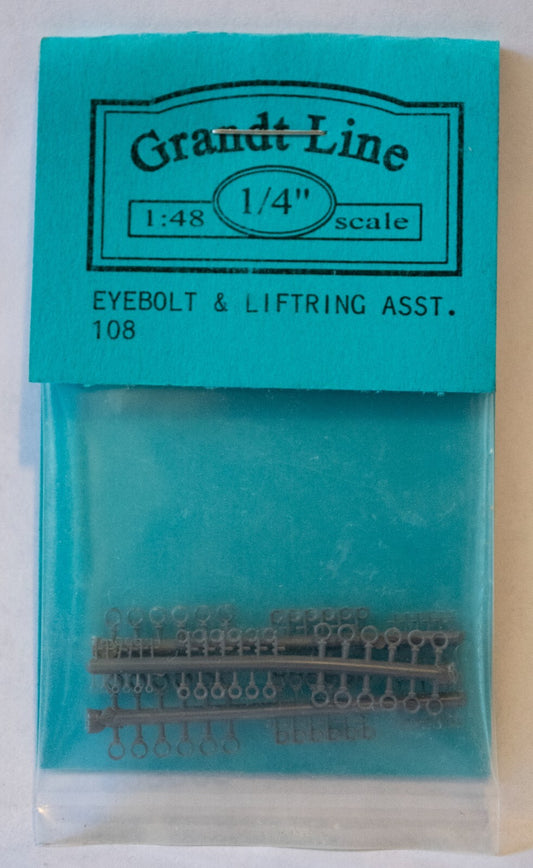 Grandt Line
1:48 1/4" scale
EYEBOLT & LIFTRING ASST.
108